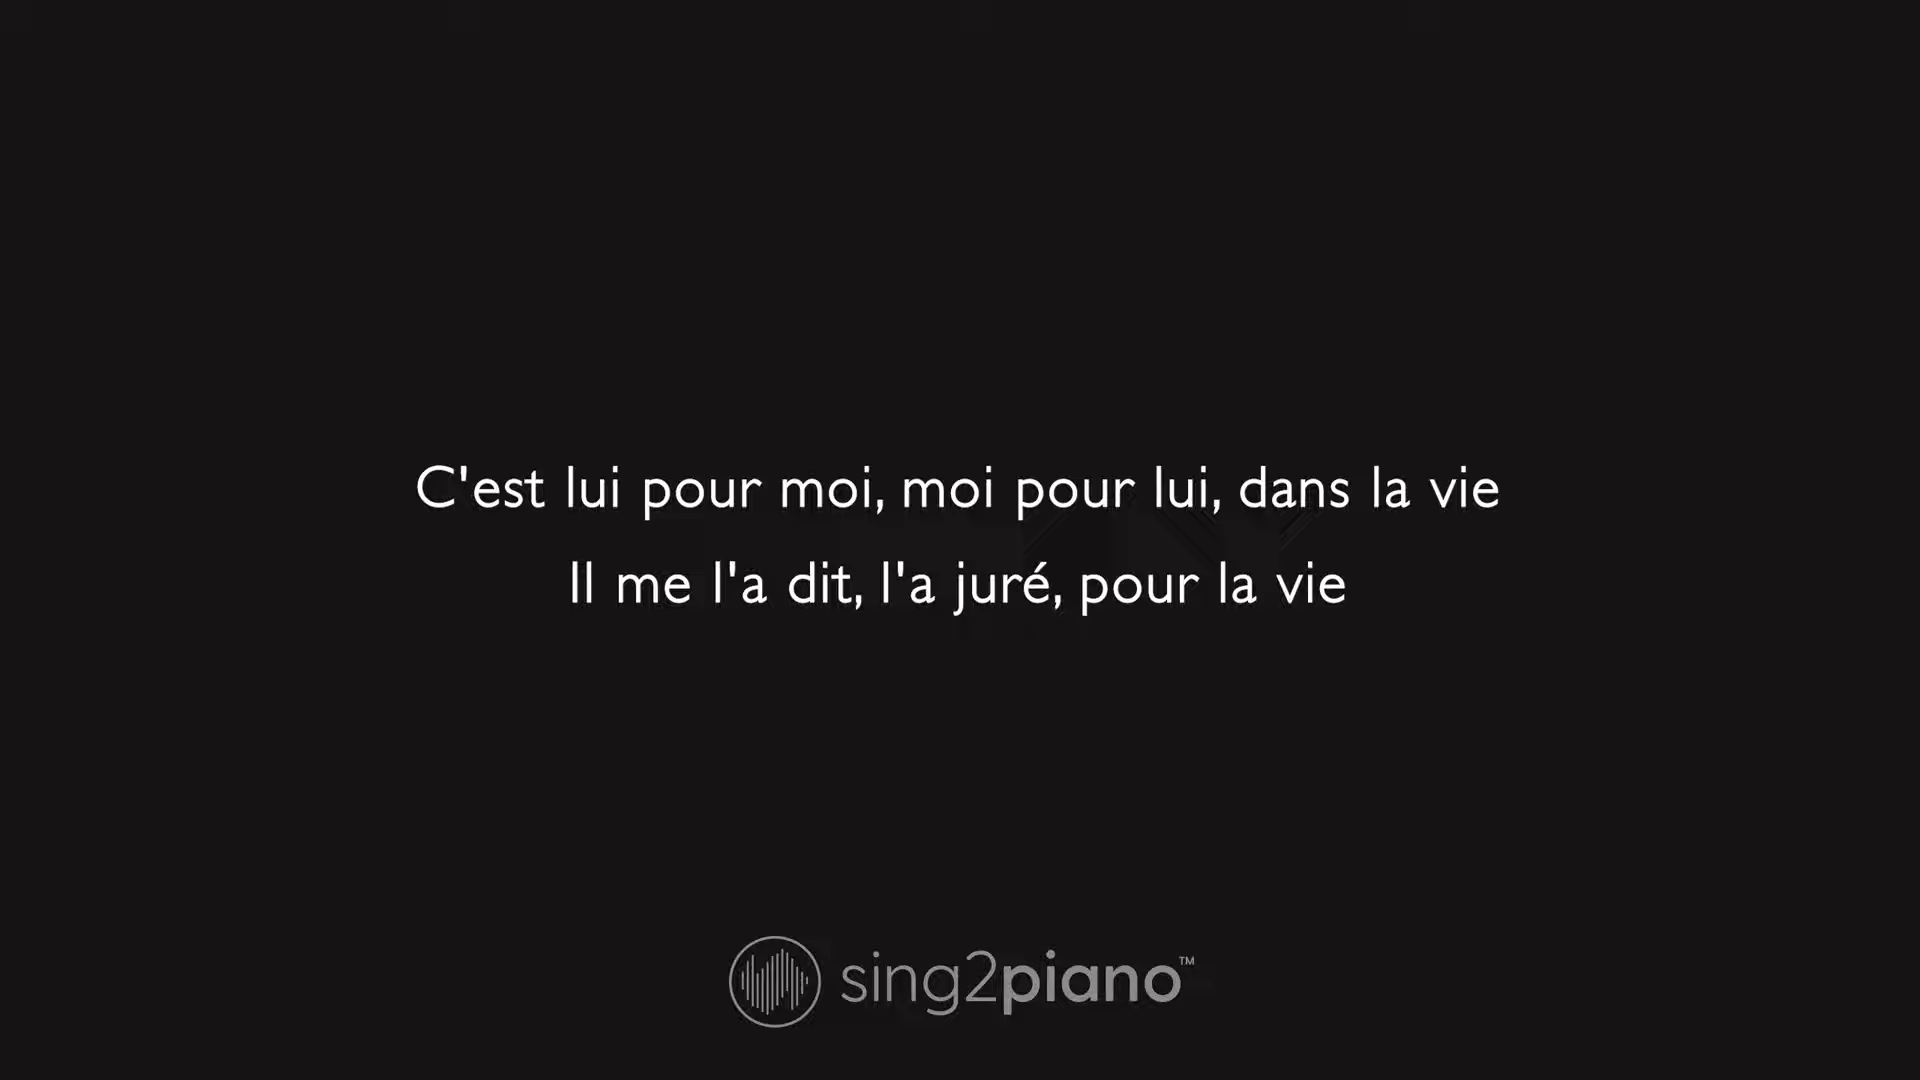 C'est lui pour moi, moi pour lui, dans la vie
Il me l'a dit, l'a juré, pour la vie
sing2piano™